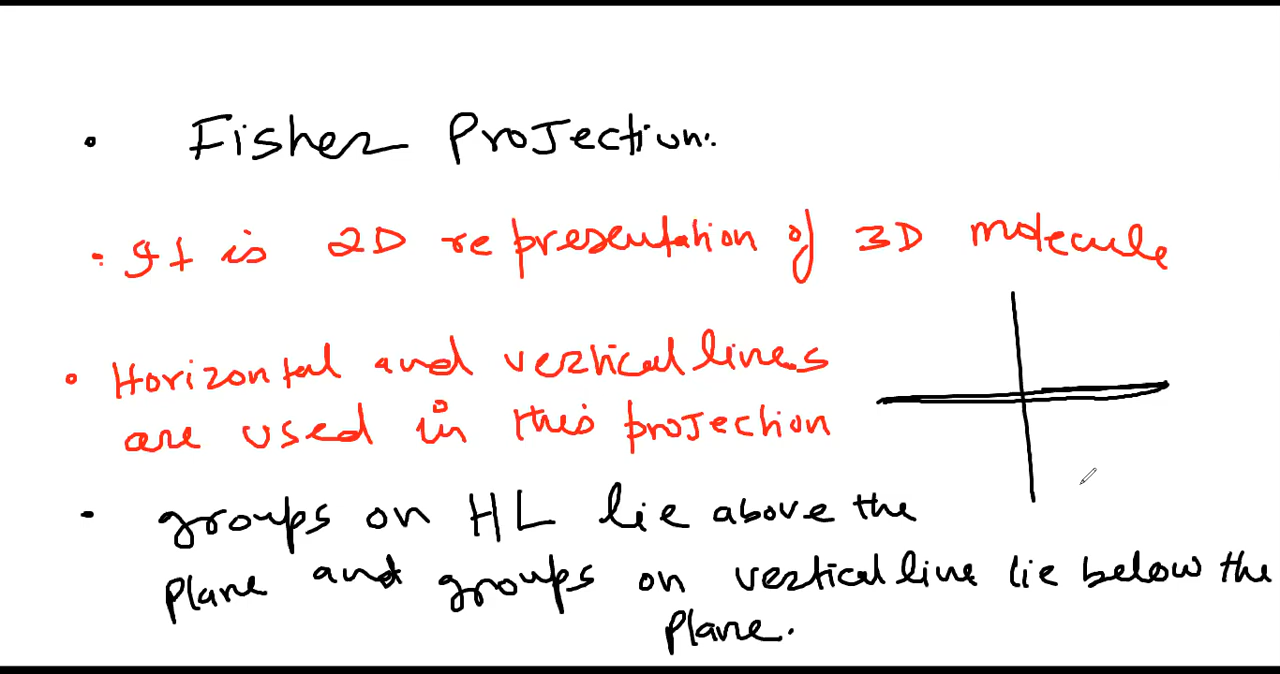 • Fisher Projection:
• It is 2D representation of 3D molecule
• Horizontal and vertical lines
are used in this projection
• groups on HL lie above the
plane and groups on vertical line lie below the
plane.